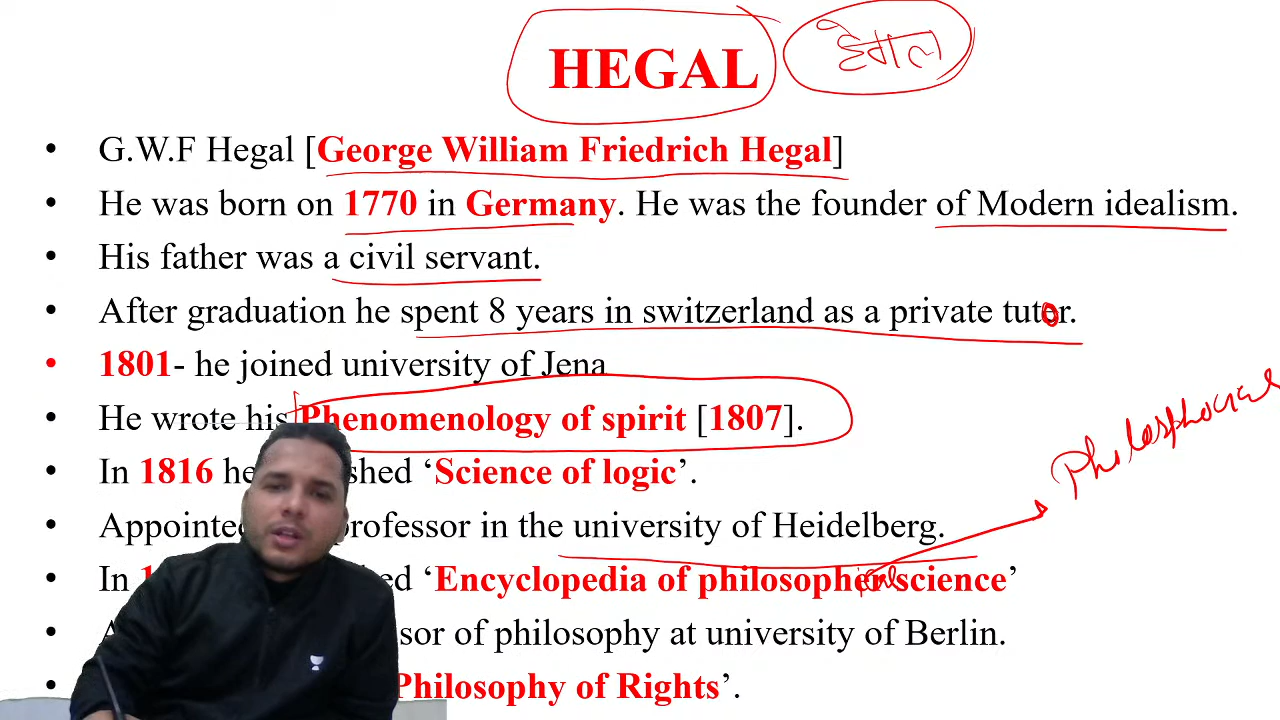 HEGAL हेगल
G.W.F Hegal [George William Friedrich Hegal]
He was born on 1770 in Germany. He was the founder of Modern idealism.
His father was a civil servant.
After graduation he spent 8 years in switzerland as a private tutor.
1801- he joined university of Jena
He wrote his Phenomenology of spirit [1807].
In 1816 he shed ‘Science of logic’.
Appointed professor in the university of Heidelberg.
In ed ‘Encyclopedia of philosopher science’
sor of philosophy at university of Berlin.
Philosophy of Rights’.